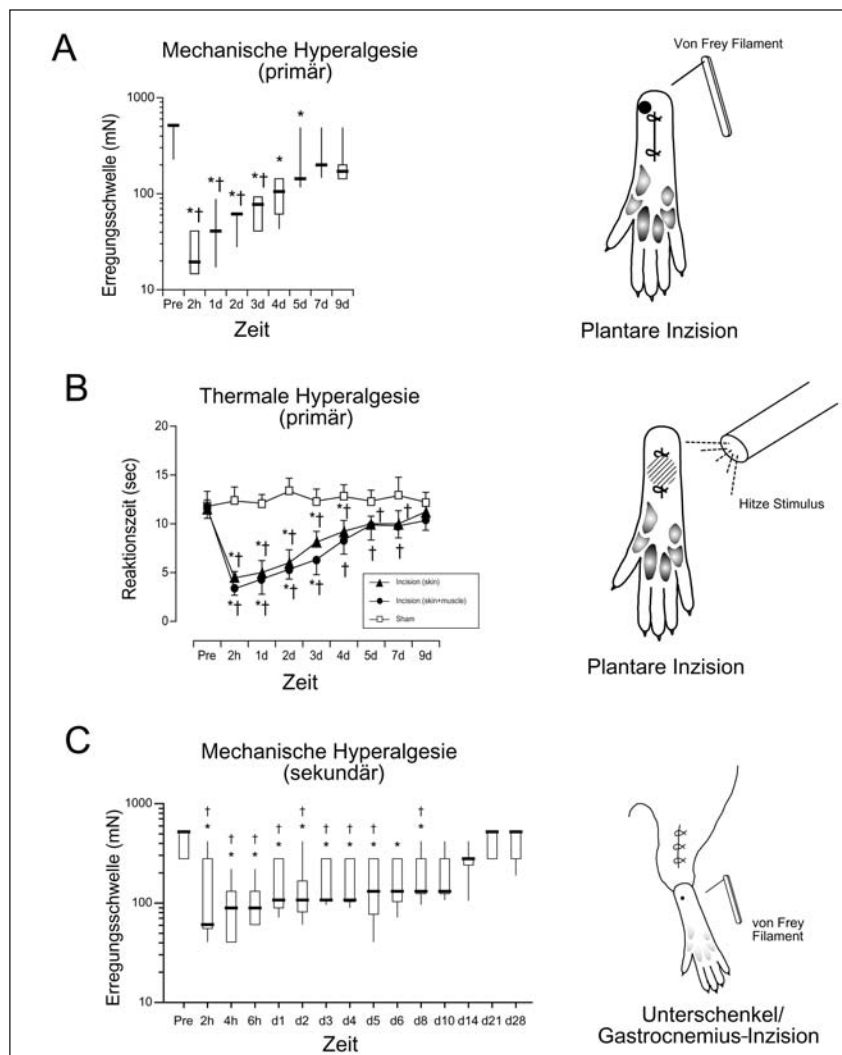 A
Mechanische Hyperalgesie
(primär)
Erregungsschwelle (mN)
1000
100
10
*†
*†
*†
*†
*
*
Pre 2h 1d 2d 3d 4d 5d 7d 9d
Zeit
Von Frey Filament
Plantare Inzision
B
Thermale Hyperalgesie
(primär)
Reaktionszeit (sec)
20
15
10
5
0
*† *† *† *† *† † †
*† *† *† *† † † †
Incision (skin)
Incision (skin+muscle)
Sham
Pre 2h 1d 2d 3d 4d 5d 7d 9d
Zeit
Hitze Stimulus
Plantare Inzision
C
Mechanische Hyperalgesie
(sekundär)
Erregungsschwelle (mN)
1000
100
10
† † † † † † † † †
* * * * * * * * * *
Pre 2h 4h 6h d1 d2 d3 d4 d5 d6 d8 d10 d14 d21 d28
Zeit
von Frey
Filament
Unterschenkel/
Gastrocnemius-Inzision